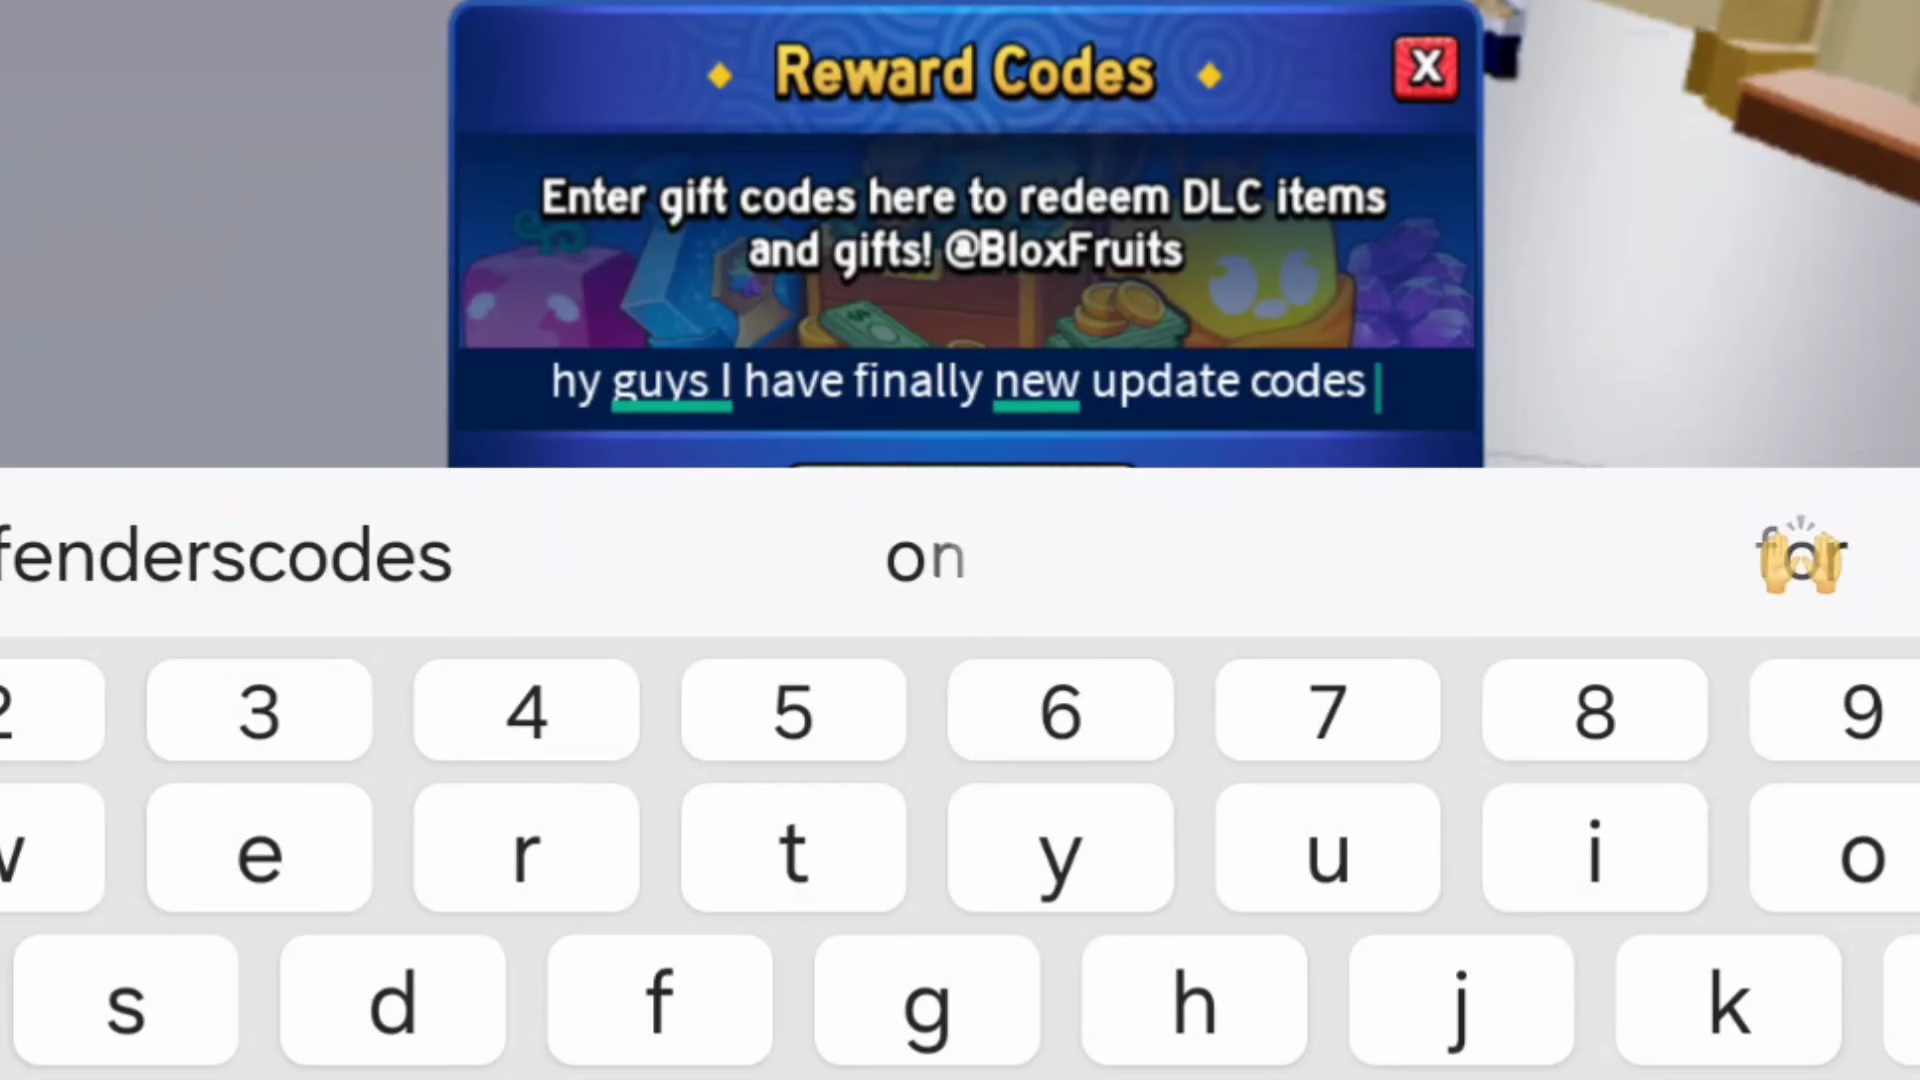 Reward Codes
X
Enter gift codes here to redeem DLC items
and gifts! @BloxFruits
hy guys I have finally new update codes
fenderscodes on
2 3 4 5 6 7 8 9
w e r t y u i o
s d f g h j k